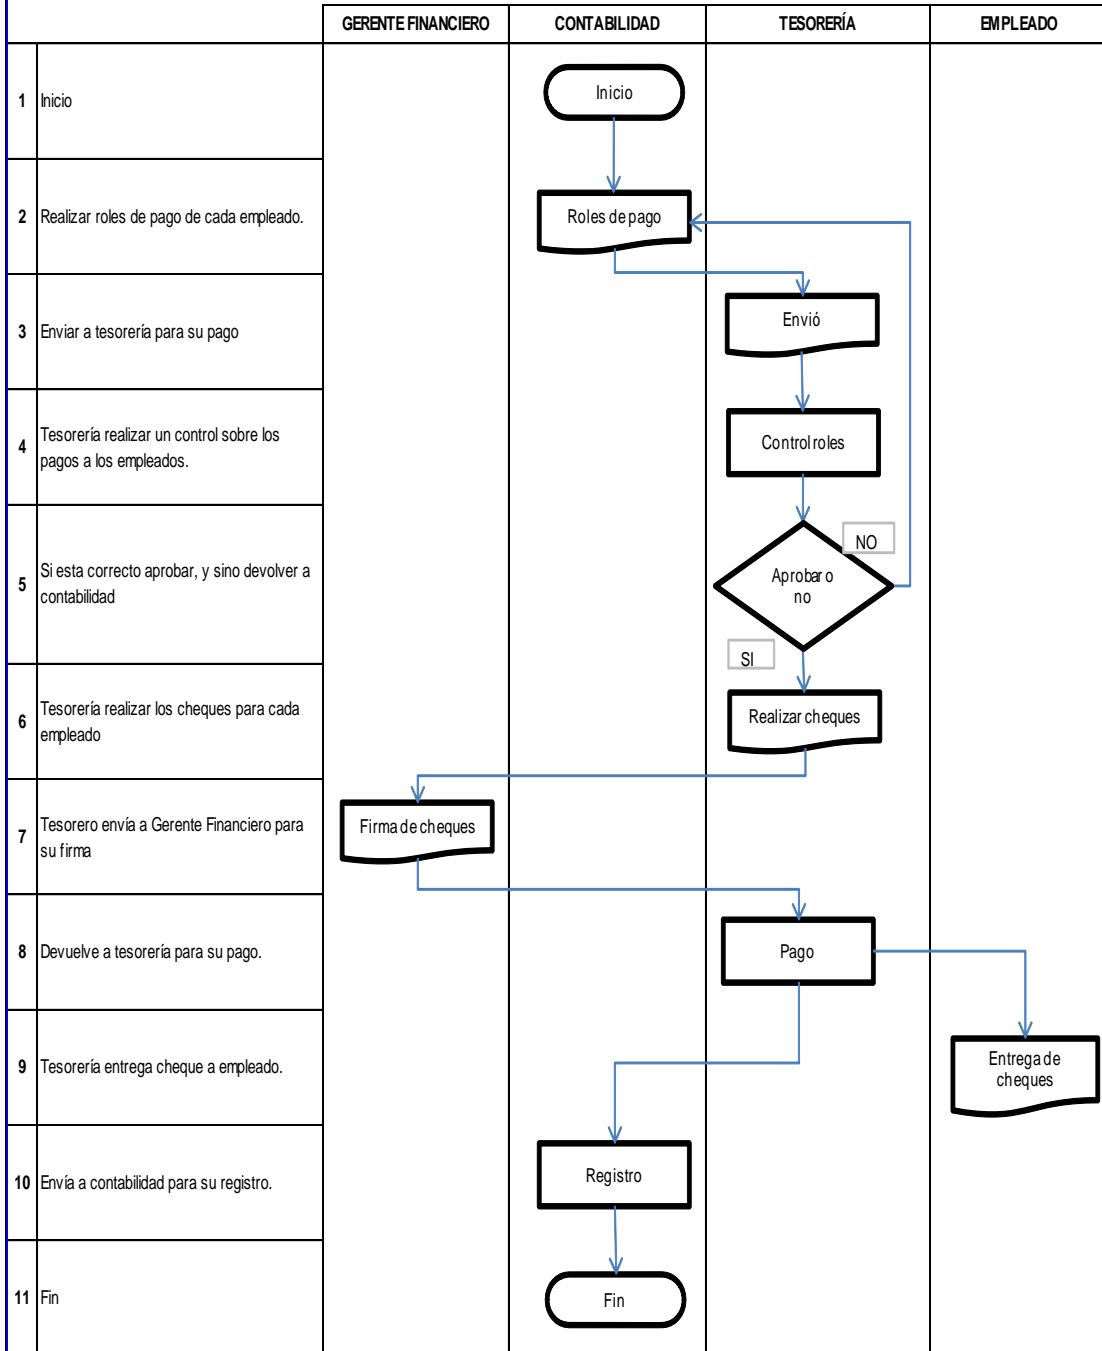 GERENTE FINANCIERO
CONTABILIDAD
TESORERÍA
EMPLEADO
1
Inicio
Inicio
2
Realizar roles de pago de cada empleado.
Roles de pago
3
Enviar a tesorería para su pago
Envió
4
Tesorería realizar un control sobre los
pagos a los empleados.
Control roles
5
Si esta correcto aprobar, y sino devolver a
contabilidad
NO
Aprobar o
no
SI
6
Tesorería realizar los cheques para cada
empleado
Realizar cheques
7
Tesorero envía a Gerente Financiero para
su firma
Firma de cheques
8
Devuelve a tesorería para su pago.
Pago
9
Tesorería entrega cheque a empleado.
Entrega de
cheques
10
Envía a contabilidad para su registro.
Registro
11
Fin
Fin